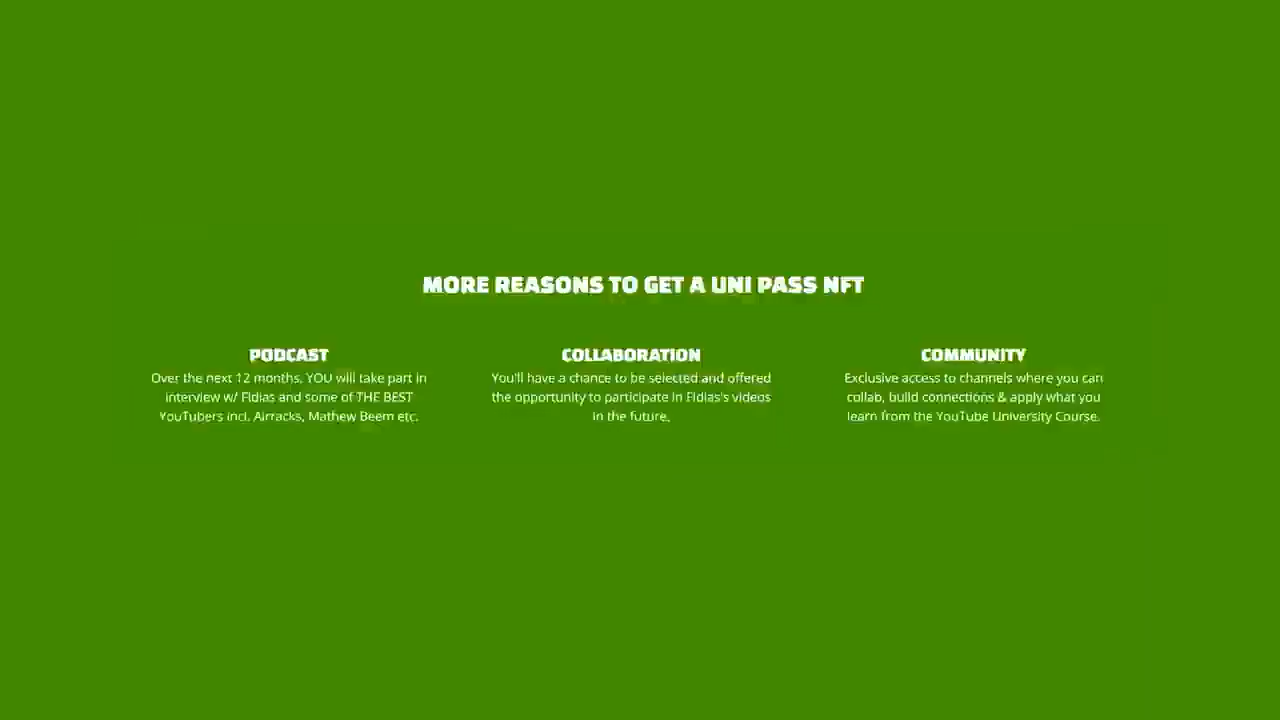 MORE REASONS TO GET A UNI PASS NFT
PODCAST
Over the next 12 months, YOU will take part in
interview w/ Fidias and some of THE BEST
YouTubers incl. Airracks, Mathew Beem etc.
COLLABORATION
You'll have a chance to be selected and offered
the opportunity to participate in Fidias's videos
in the future.
COMMUNITY
Exclusive access to channels where you can
collab, build connections & apply what you
learn from the YouTube University Course.